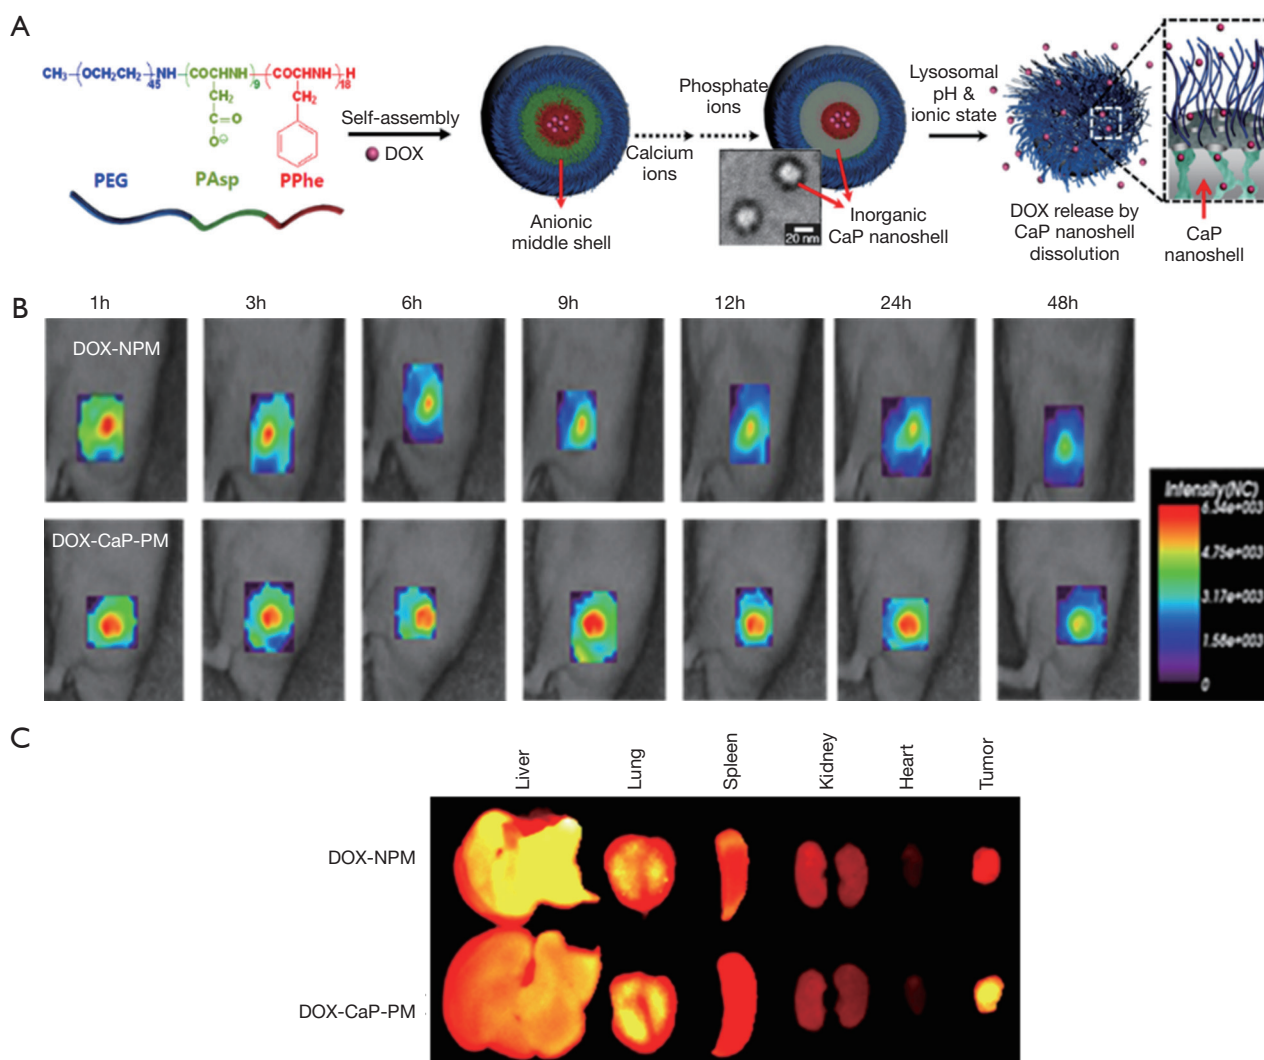 A
CH₃-(OCH₂CH₂)₄₅NH-(COCHNH)₉-(COCHNH)₁₈H
CH₂
C=O
O⊖
CH₂
PEG
PAsp
PPhe
Self-assembly
DOX
Anionic
middle shell
Calcium
ions
Phosphate
ions
20 nm
Inorganic
CaP nanoshell
Lysosomal
pH &
ionic state
DOX release by
CaP nanoshell
dissolution
CaP
nanoshell
B
1h 3h 6h 9h 12h 24h 48h
DOX-NPM
DOX-CaP-PM
Intensity(NC)
6.34e+003
4.75e+003
3.17e+003
1.58e+003
0
C
Liver Lung Spleen Kidney Heart Tumor
DOX-NPM
DOX-CaP-PM